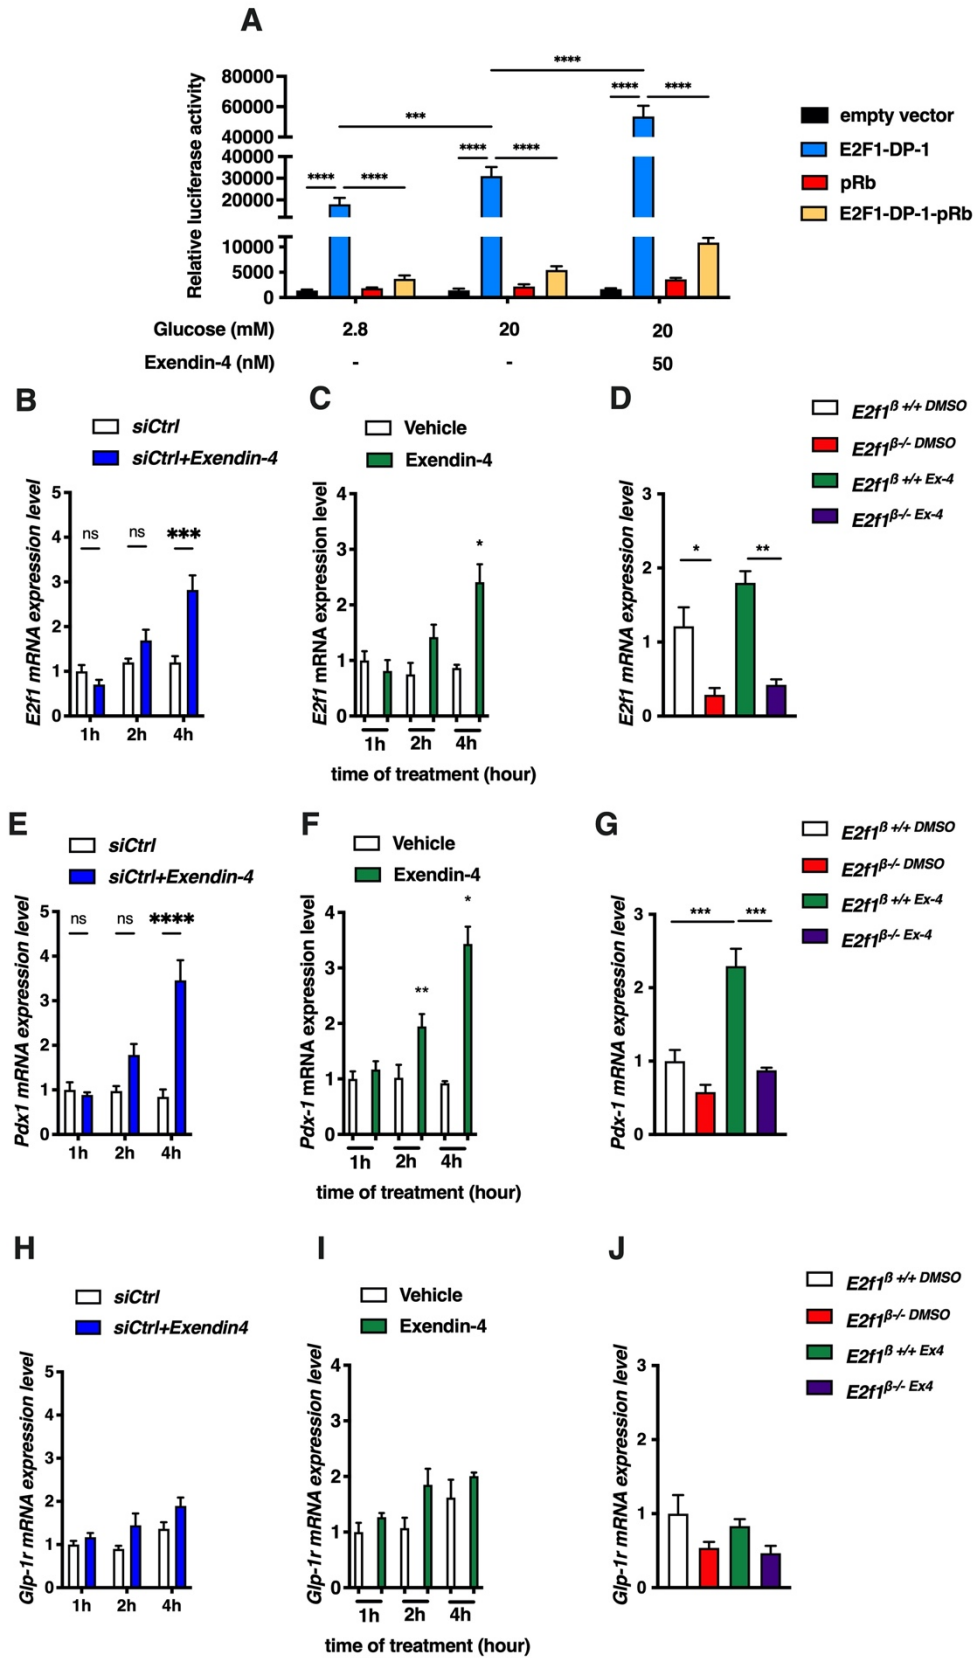 A
Relative luciferase activity
80000
60000
40000
40000
30000
20000
10000
5000
0
****
***
**** **** **** **** **** ****
empty vector
E2F1-DP-1
pRb
E2F1-DP-1-pRb
Glucose (mM) 2.8 20 20
Exendin-4 (nM) - - 50
B
siCtrl
siCtrl+Exendin-4
E2f1 mRNA expression level
5
4
3
2
1
0
ns ns ***
1h 2h 4h
C
Vehicle
Exendin-4
E2f1 mRNA expression level
4
3
2
1
0
*
1h 2h 4h
time of treatment (hour)
D
E2f1ß +/+ DMSO
E2f1β-/- DMSO
E2f1ß +/+ Ex-4
E2f1β-/- Ex-4
E2f1 mRNA expression level
3
2
1
0
* **
E
siCtrl
siCtrl+Exendin-4
Pdx1 mRNA expression level
5
4
3
2
1
0
ns ns ****
1h 2h 4h
F
Vehicle
Exendin-4
Pdx-1 mRNA expression level
4
3
2
1
0
** *
1h 2h 4h
time of treatment (hour)
G
E2f1ß +/+ DMSO
E2f1β-/- DMSO
E2f1ß +/+ Ex-4
E2f1β-/- Ex-4
Pdx-1 mRNA expression level
3
2
1
0
*** ***
H
siCtrl
siCtrl+Exendin4
Glp-1r mRNA expression level
5
4
3
2
1
0
1h 2h 4h
I
Vehicle
Exendin-4
Glp-1r mRNA expression level
4
3
2
1
0
1h 2h 4h
time of treatment (hour)
J
E2f1ß +/+ DMSO
E2f1β-/- DMSO
E2f1ß +/+ Ex4
E2f1β-/- Ex4
Glp-1r mRNA expression level
3
2
1
0